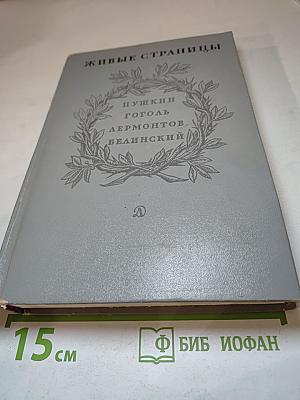 ЖИВЫЕ СТРАНИЦЫ
ПУШКИН
ГОГОЛЬ
ЛЕРМОНТОВ
БЕЛИНСКИЙ
Д
15 см
Ф БИБ ИОФАН